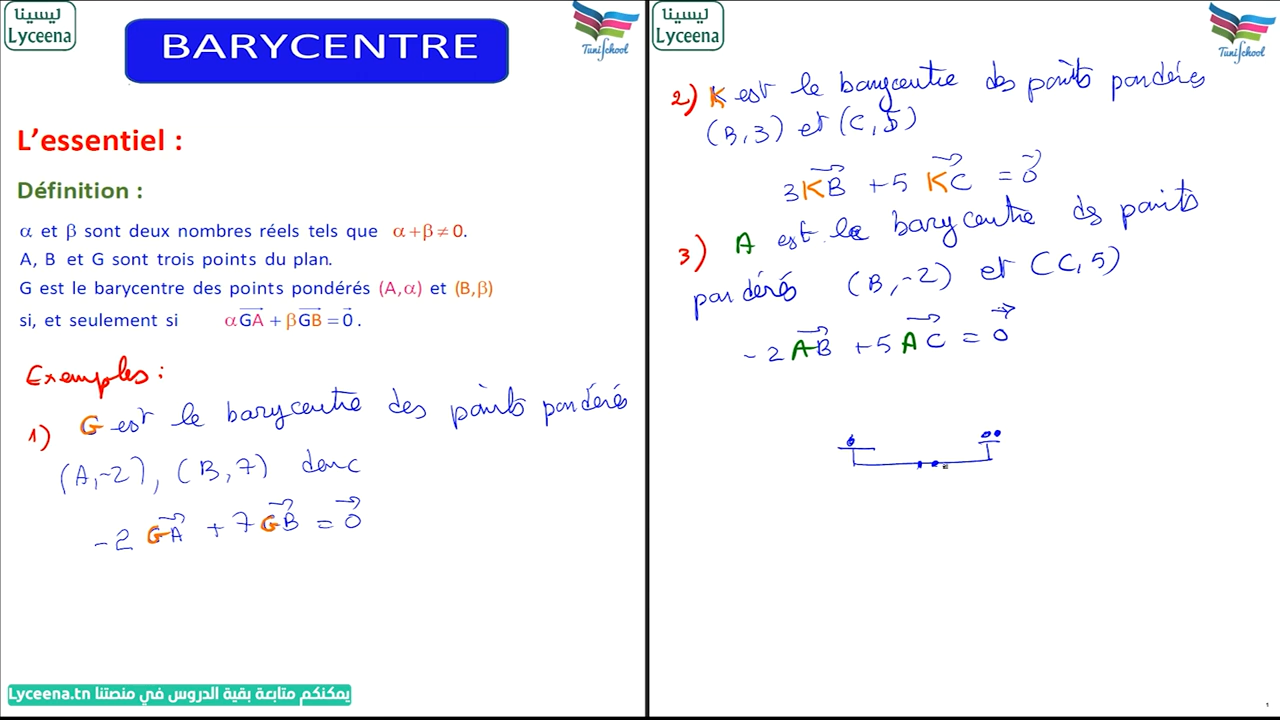 ليسينا
Lyceena
TuniSchool
BARYCENTRE
L'essentiel :
Définition :
α et β sont deux nombres réels tels que α+β≠0.
A, B et G sont trois points du plan.
G est le barycentre des points pondérés (A,α) et (B,β)
si, et seulement si αGA⃗ + βGB⃗ = 0⃗ .
Exemples :
1) G est le barycentre des points pondérés
(A,-2), (B,7) donc
-2 GA⃗ + 7 GB⃗ = 0⃗
يمكنكم متابعة بقية الدروس في منصتنا Lyceena.tn
ليسينا
Lyceena
TuniSchool
2) K est le barycentre des points pondérés
(B,3) et (C,5)
3KB⃗ + 5 KC⃗ = 0⃗
3) A est le barycentre des points
pondérés (B,-2) et (C,5)
-2 AB⃗ + 5 AC⃗ = 0⃗
1